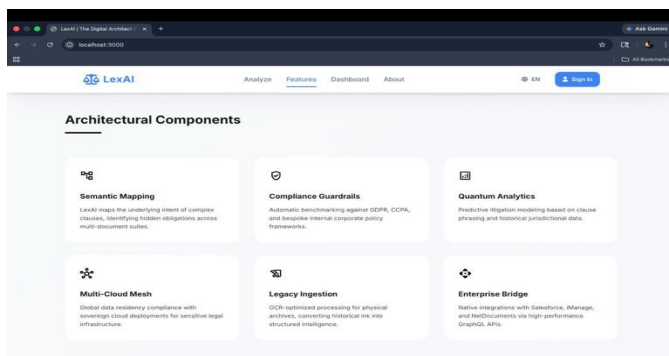 LexAI | The Digital Architect
Ask Gemini
localhost:3000
All Bookmarks
LexAI
Analyze Features Dashboard About
EN
Sign In
Architectural Components
Semantic Mapping
LexAI maps the underlying intent of complex
clauses, identifying hidden obligations across
multi-document suites.
Compliance Guardrails
Automatic benchmarking against GDPR, CCPA,
and bespoke internal corporate policy
frameworks.
Quantum Analytics
Predictive litigation modeling based on clause
phrasing and historical jurisdictional data.
Multi-Cloud Mesh
Global data residency compliance with
sovereign cloud deployments for sensitive legal
infrastructure.
Legacy Ingestion
OCR-optimized processing for physical
archives, converting historical ink into
structured intelligence.
Enterprise Bridge
Native integrations with Salesforce, iManage,
and NetDocuments via high-performance
GraphQL APIs.